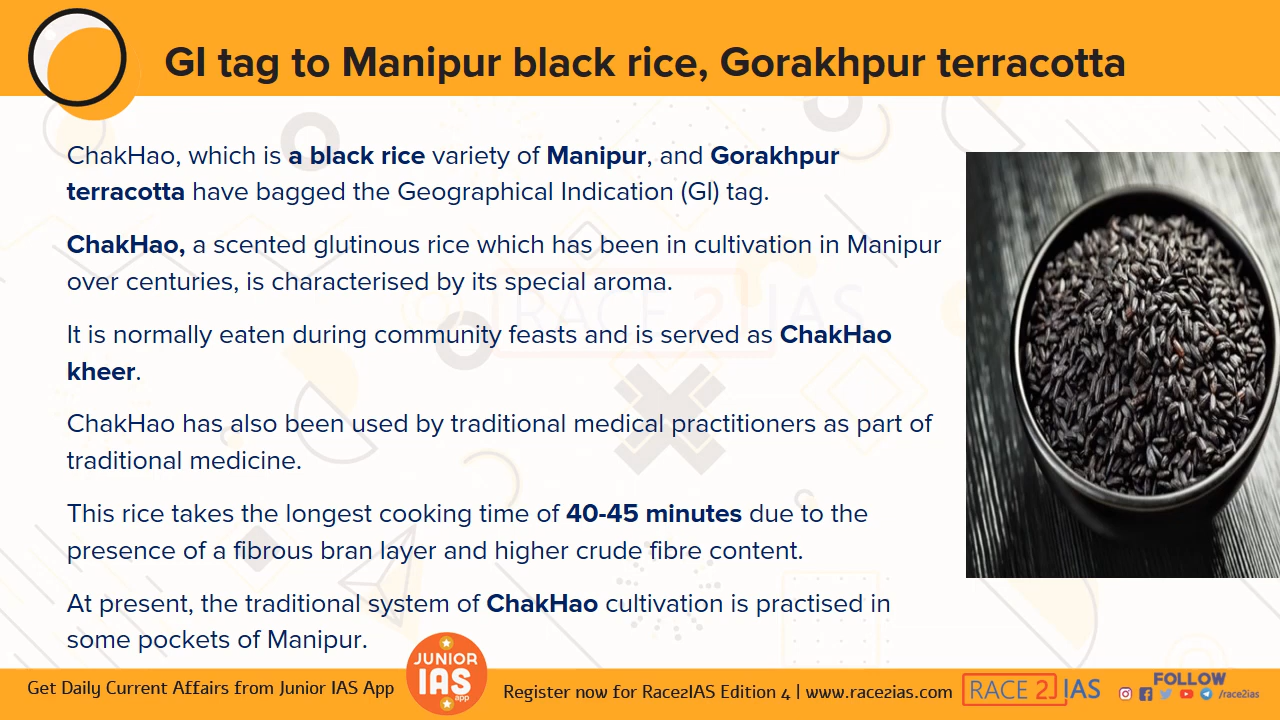 GI tag to Manipur black rice, Gorakhpur terracotta
ChakHao, which is a black rice variety of Manipur, and Gorakhpur
terracotta have bagged the Geographical Indication (GI) tag.
ChakHao, a scented glutinous rice which has been in cultivation in Manipur
over centuries, is characterised by its special aroma.
It is normally eaten during community feasts and is served as ChakHao
kheer.
ChakHao has also been used by traditional medical practitioners as part of
traditional medicine.
This rice takes the longest cooking time of 40-45 minutes due to the
presence of a fibrous bran layer and higher crude fibre content.
At present, the traditional system of ChakHao cultivation is practised in
some pockets of Manipur.
RACE 2 IAS
Get Daily Current Affairs from Junior IAS App
JUNIOR
IAS
app
Register now for Race2IAS Edition 4 | www.race2ias.com
RACE 2 IAS
FOLLOW
/race2ias